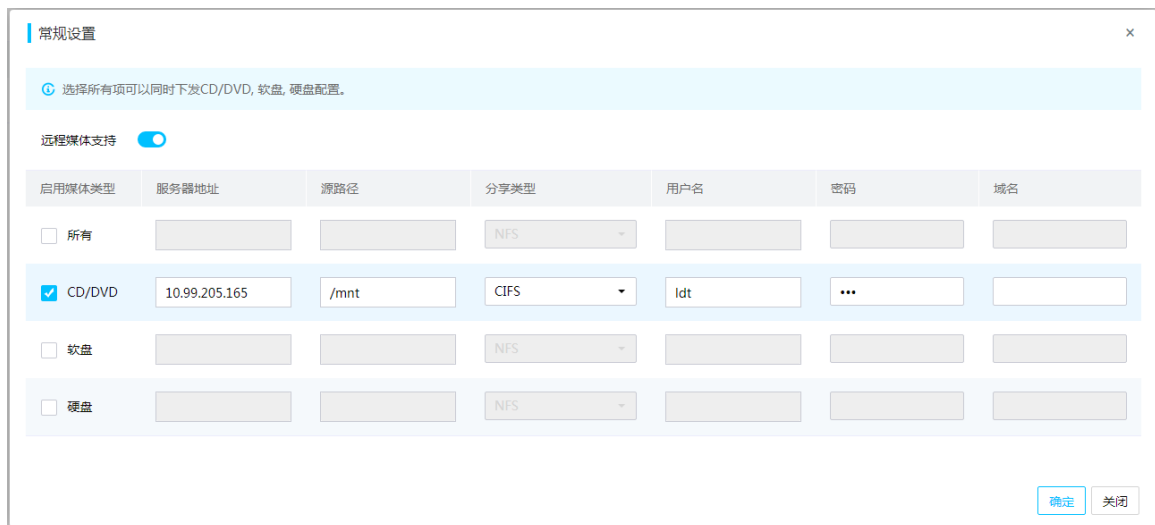 常规设置
×
选择所有项可以同时下发CD/DVD, 软盘, 硬盘配置。
远程媒体支持
启用媒体类型 服务器地址 源路径 分享类型 用户名 密码 域名
所有 NFS
CD/DVD 10.99.205.165 /mnt CIFS ldt •••
软盘 NFS
硬盘 NFS
确定 关闭